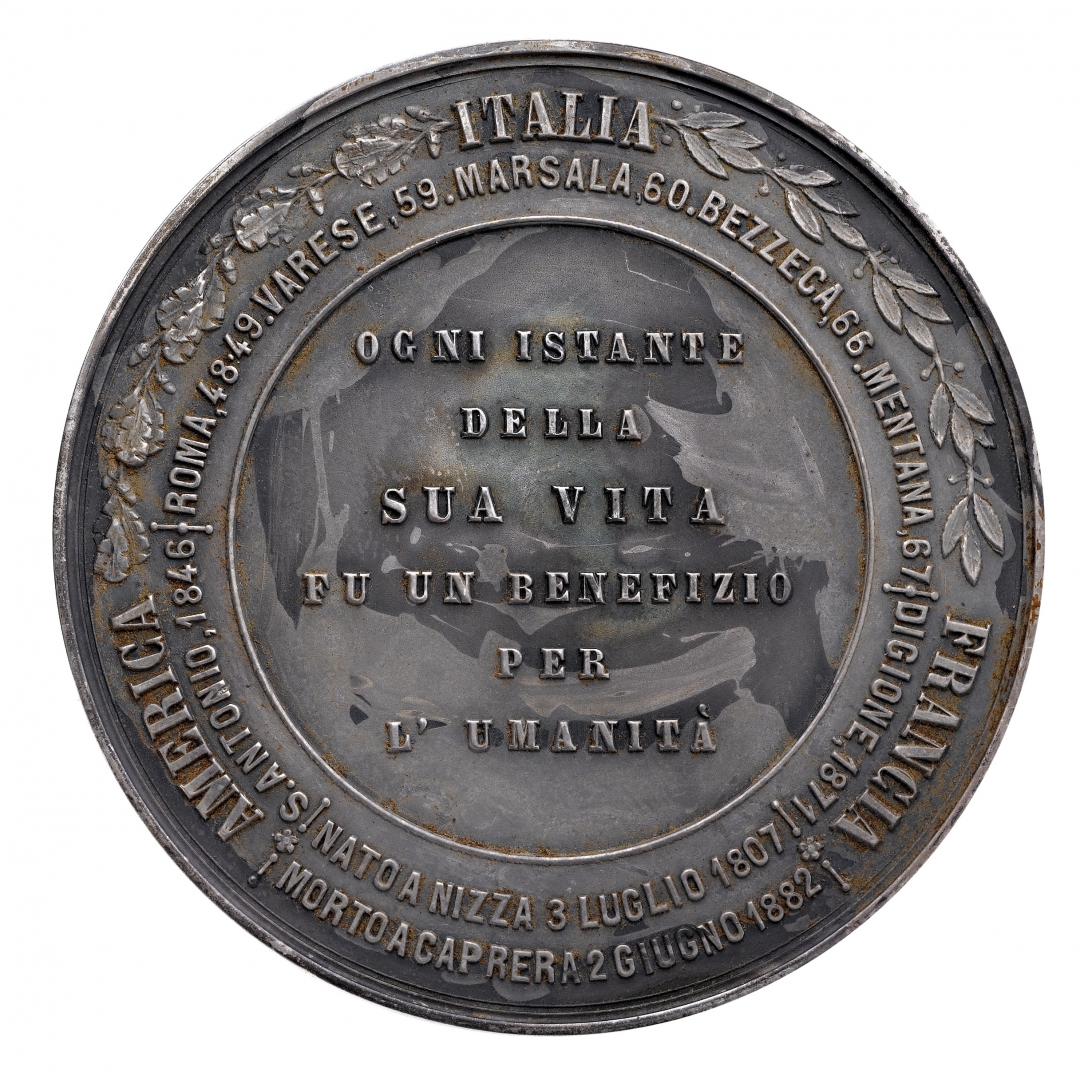 ITALIA
AMERICA
FRANCIA
S. ANTONIO, 1846
ROMA, 48-49. VARESE, 59. MARSALA, 60. BEZZECA, 66. MENTANA, 67
DIGIONE, 1871
NATO A NIZZA 3 LUGLIO 1807
MORTO A CAPRERA 2 GIUGNO 1882
OGNI ISTANTE
DELLA
SUA VITA
FU UN BENEFIZIO
PER
L' UMANITÀ